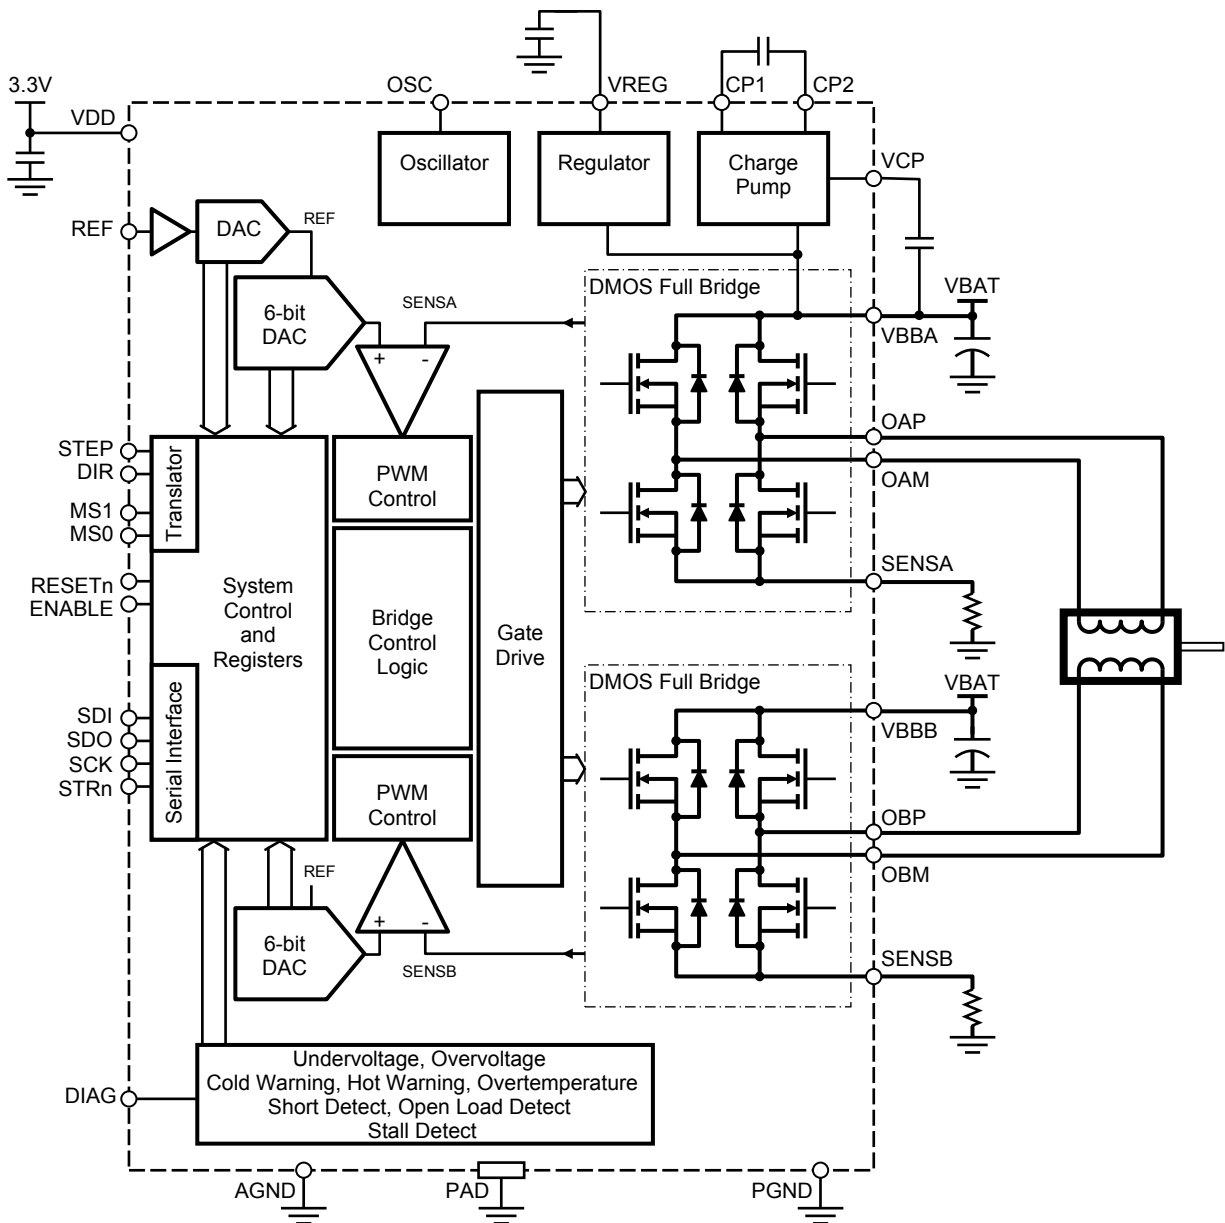 3.3V
OSC
VREG
CP1
CP2
VDD
Oscillator
Regulator
Charge
Pump
VCP
REF
DAC
REF
6-bit
DAC
SENSA
DMOS Full Bridge
VBAT
VBBA
+
-
OAP
OAM
STEP
DIR
MS1
MS0
Translator
PWM
Control
RESETn
ENABLE
System
Control
and
Registers
Bridge
Control
Logic
Gate
Drive
SENSA
DMOS Full Bridge
VBAT
VBBB
SDI
SDO
SCK
STRn
Serial Interface
PWM
Control
OBP
OBM
REF
6-bit
DAC
+
-
SENSB
SENSB
Undervoltage, Overvoltage
Cold Warning, Hot Warning, Overtemperature
Short Detect, Open Load Detect
Stall Detect
DIAG
AGND
PAD
PGND